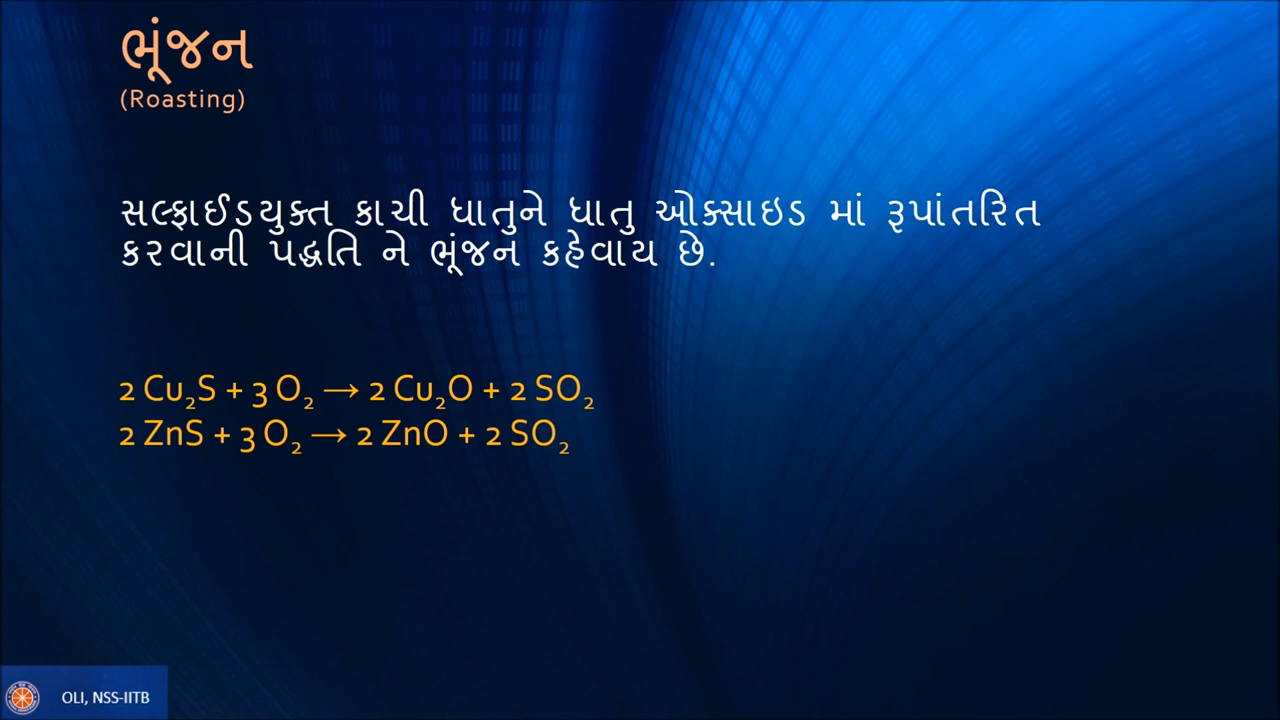 ભૂંજન
(Roasting)
સલ્ફાઈડયુક્ત કાચી ધાતુને ધાતુ ઓક્સાઇડ માં રૂપાંતરિત
કરવાની પદ્ધતિ ને ભૂંજન કહેવાય છે.
2 Cu₂S + 3 O₂ → 2 Cu₂O + 2 SO₂
2 ZnS + 3 O₂ → 2 ZnO + 2 SO₂
OLI, NSS-IITB